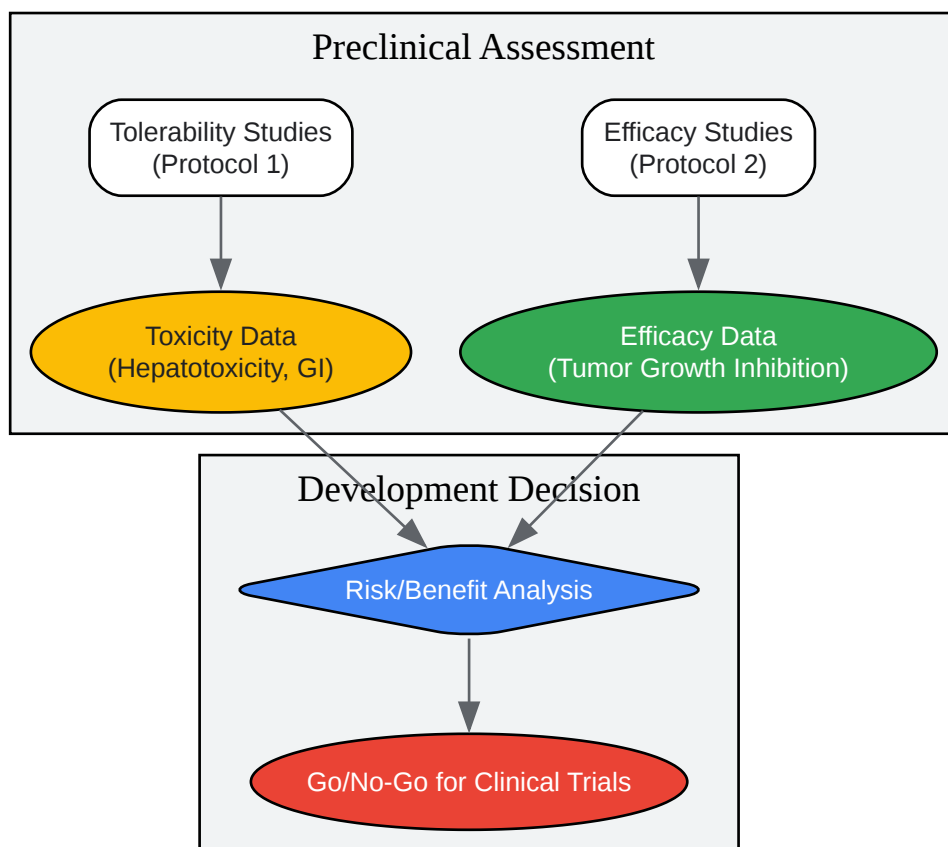 Preclinical Assessment
Tolerability Studies
(Protocol 1)
Efficacy Studies
(Protocol 2)
Toxicity Data
(Hepatotoxicity, GI)
Efficacy Data
(Tumor Growth Inhibition)
Development Decision
Risk/Benefit Analysis
Go/No-Go for Clinical Trials